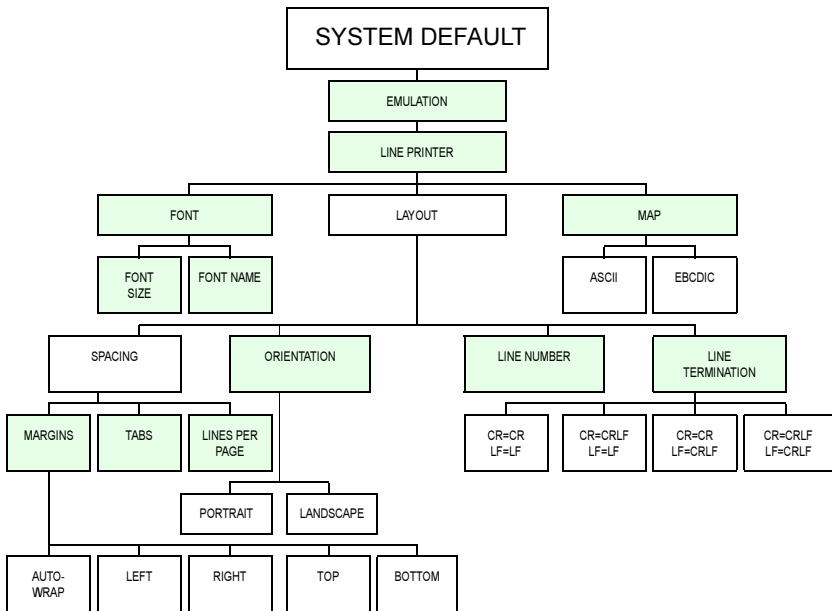 SYSTEM DEFAULT
EMULATION
LINE PRINTER
FONT
LAYOUT
MAP
FONT
SIZE
FONT NAME
ASCII
EBCDIC
SPACING
ORIENTATION
LINE NUMBER
LINE
TERMINATION
MARGINS
TABS
LINES PER
PAGE
CR=CR
LF=LF
CR=CRLF
LF=LF
CR=CR
LF=CRLF
CR=CRLF
LF=CRLF
PORTRAIT
LANDSCAPE
AUTO-
WRAP
LEFT
RIGHT
TOP
BOTTOM